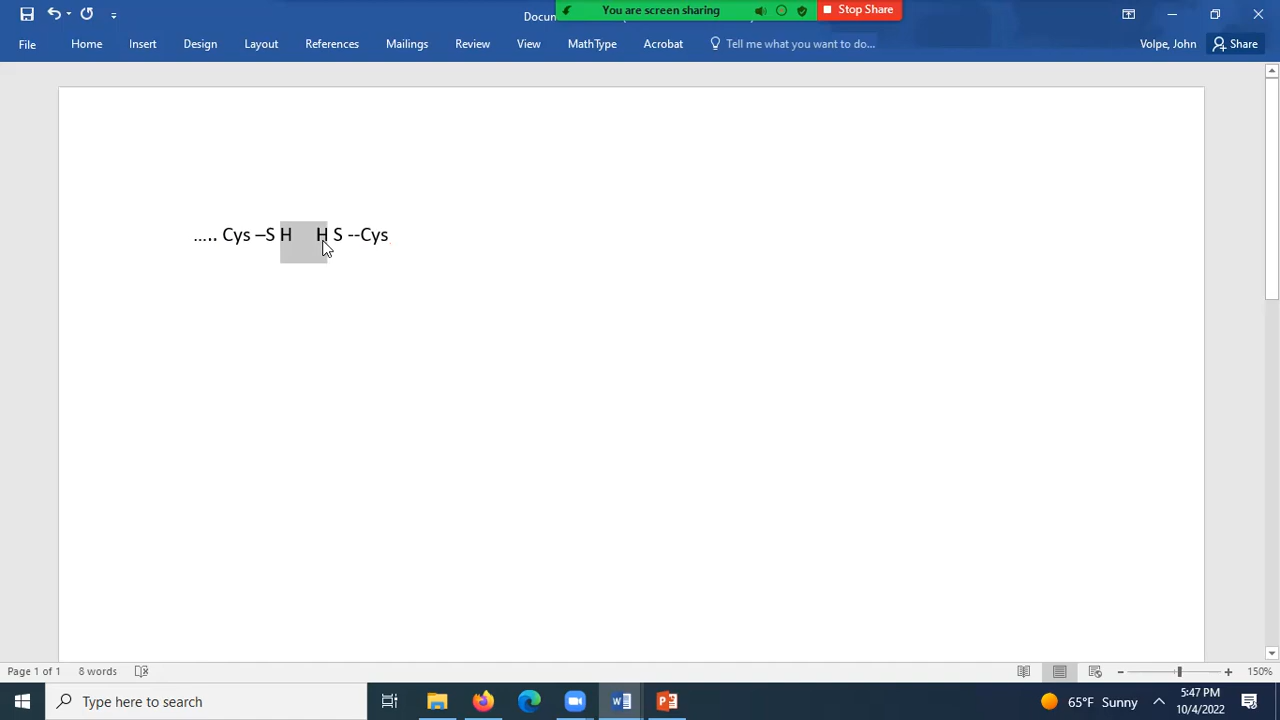 Docum
You are screen sharing
Stop Share
File Home Insert Design Layout References Mailings Review View MathType Acrobat Tell me what you want to do... Volpe, John Share
..... Cys –S H H S --Cys
Page 1 of 1 8 words 150%
Type here to search
65°F Sunny
5:47 PM
10/4/2022